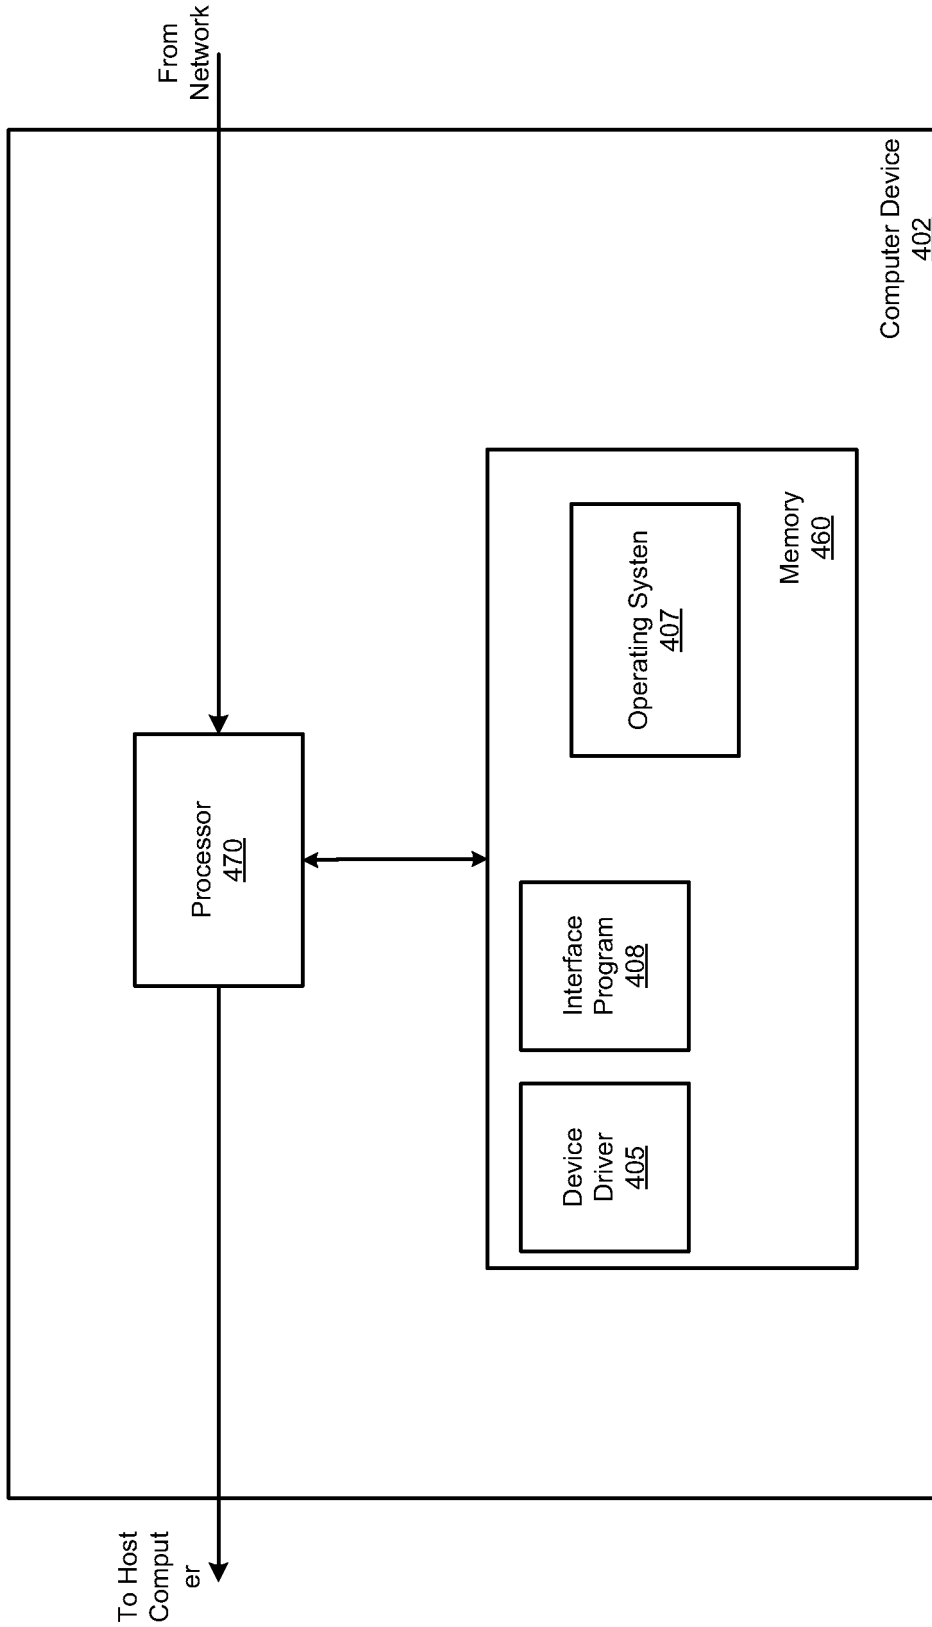 To Host
Comput
er
From
Network
Processor
470
Device
Driver
405
Interface
Program
408
Operating Systen
407
Memory
460
Computer Device
402